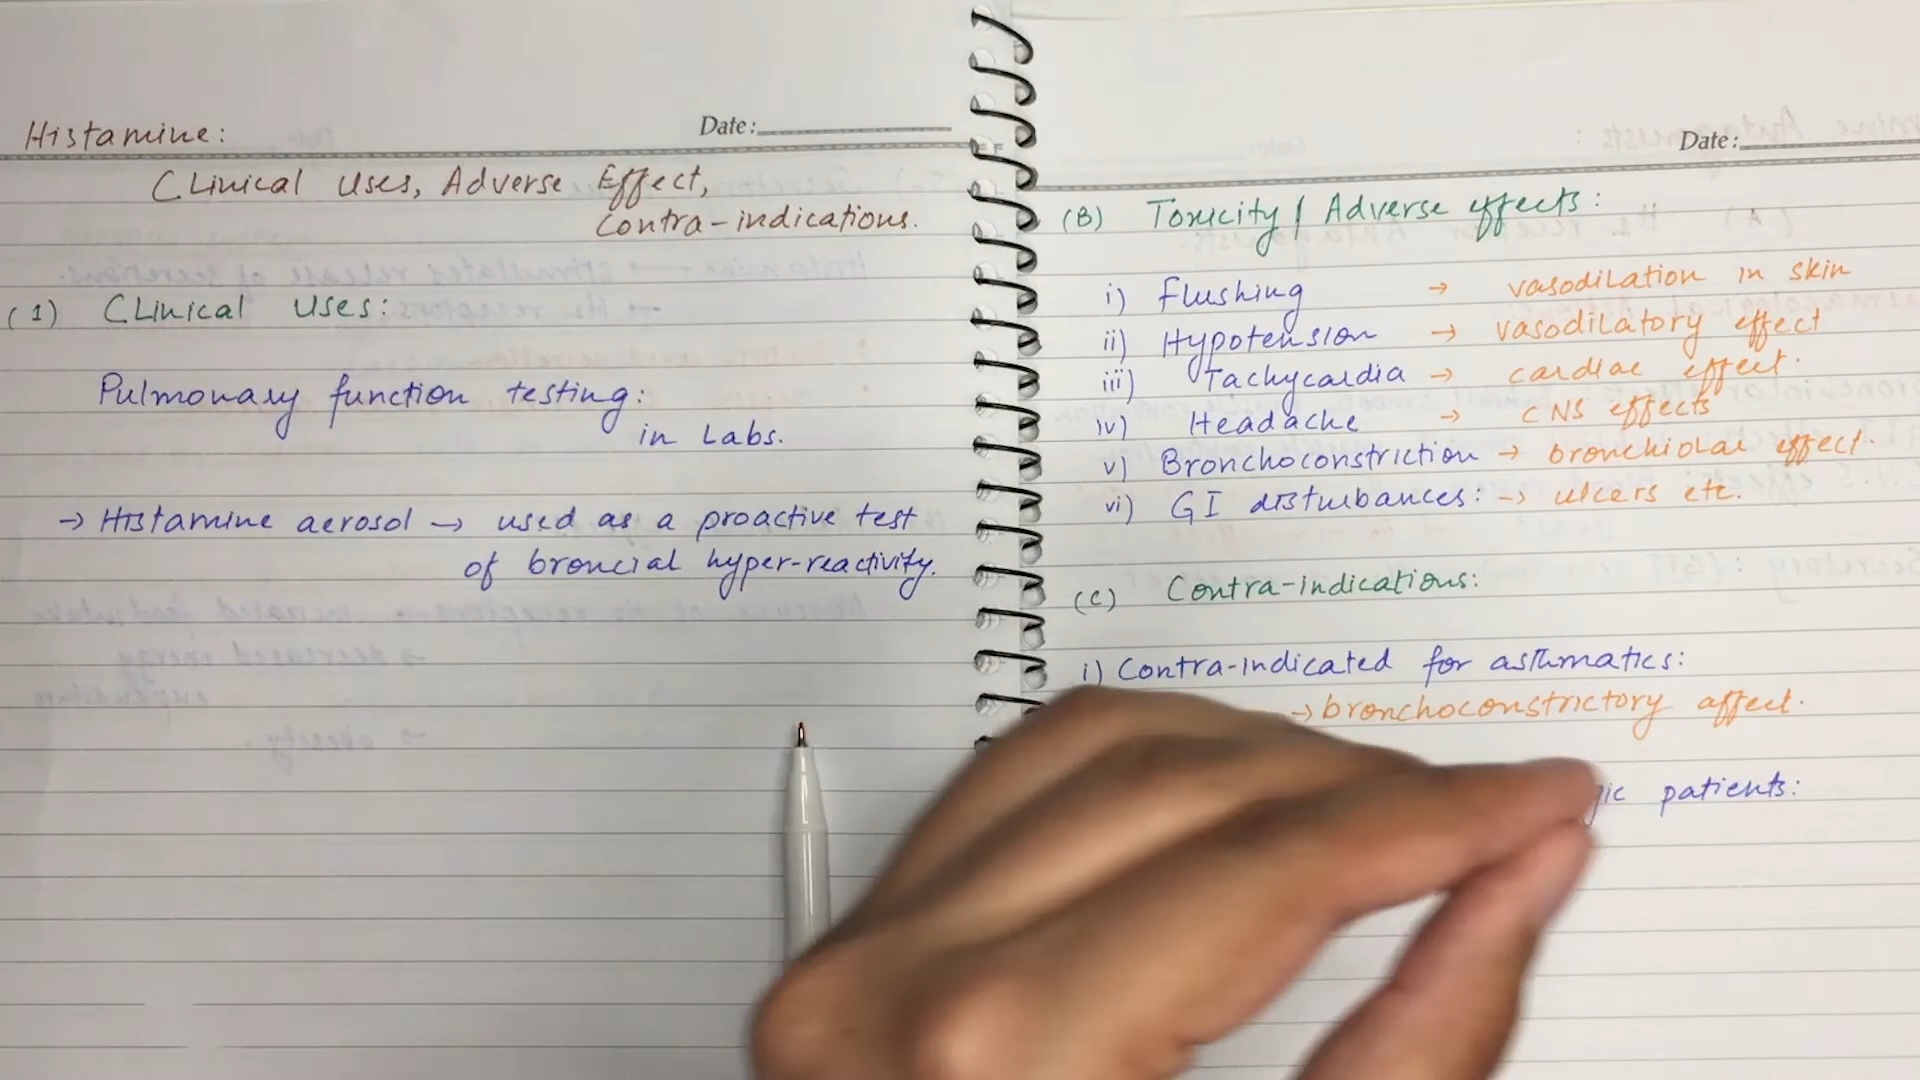 Histamine:
Date:
Clinical Uses, Adverse Effect,
Contra-indications.
(1) Clinical Uses:
Pulmonary function testing:
in Labs.
→ Histamine aerosol → used as a proactive test
of broncial hyper-reactivity.
Date:
(B) Toxicity / Adverse effects:
i) Flushing → vasodilation in skin
ii) Hypotension → vasodilatory effect
iii) Tachycardia → cardiac effect.
iv) Headache → CNS effects
v) Bronchoconstriction → bronchiolar effect.
vi) GI disturbances: → ulcers etc.
(C) Contra-indications:
i) Contra-indicated for asthmatics:
→ bronchoconstrictory affect.
patients: